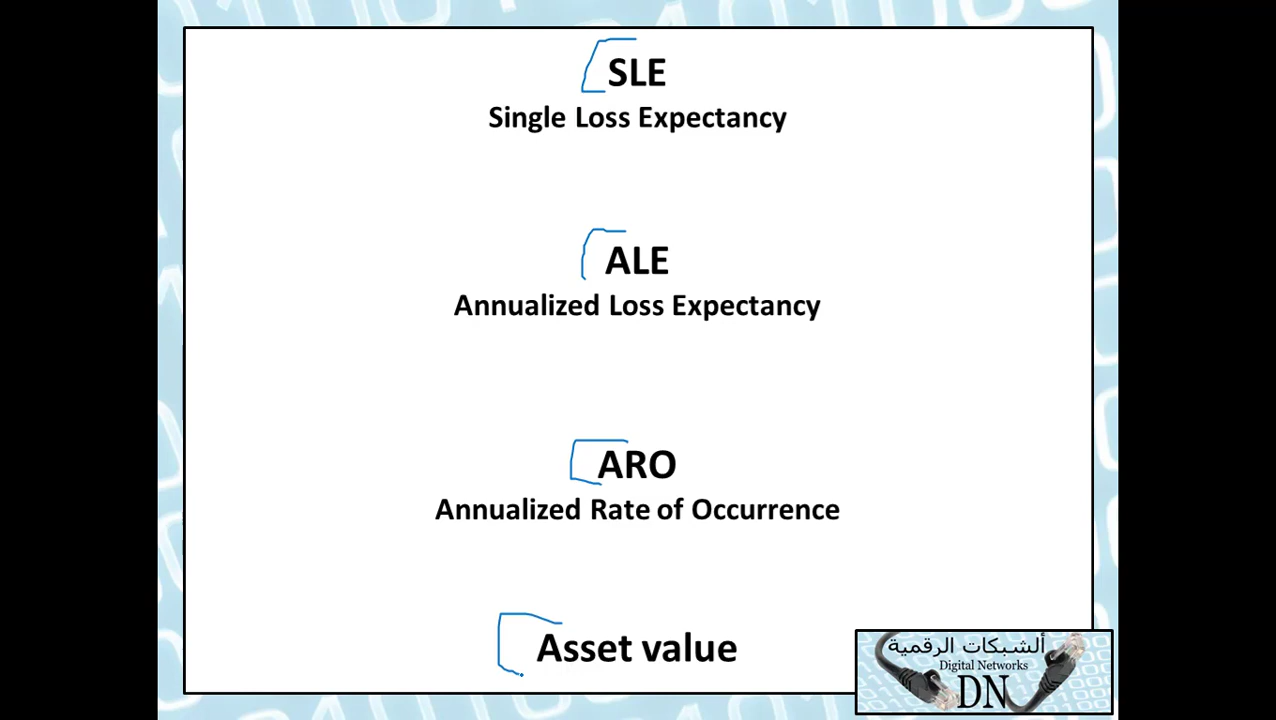 SLE
Single Loss Expectancy
ALE
Annualized Loss Expectancy
ARO
Annualized Rate of Occurrence
Asset value
ألشبكات الرقمية
Digital Networks
DN